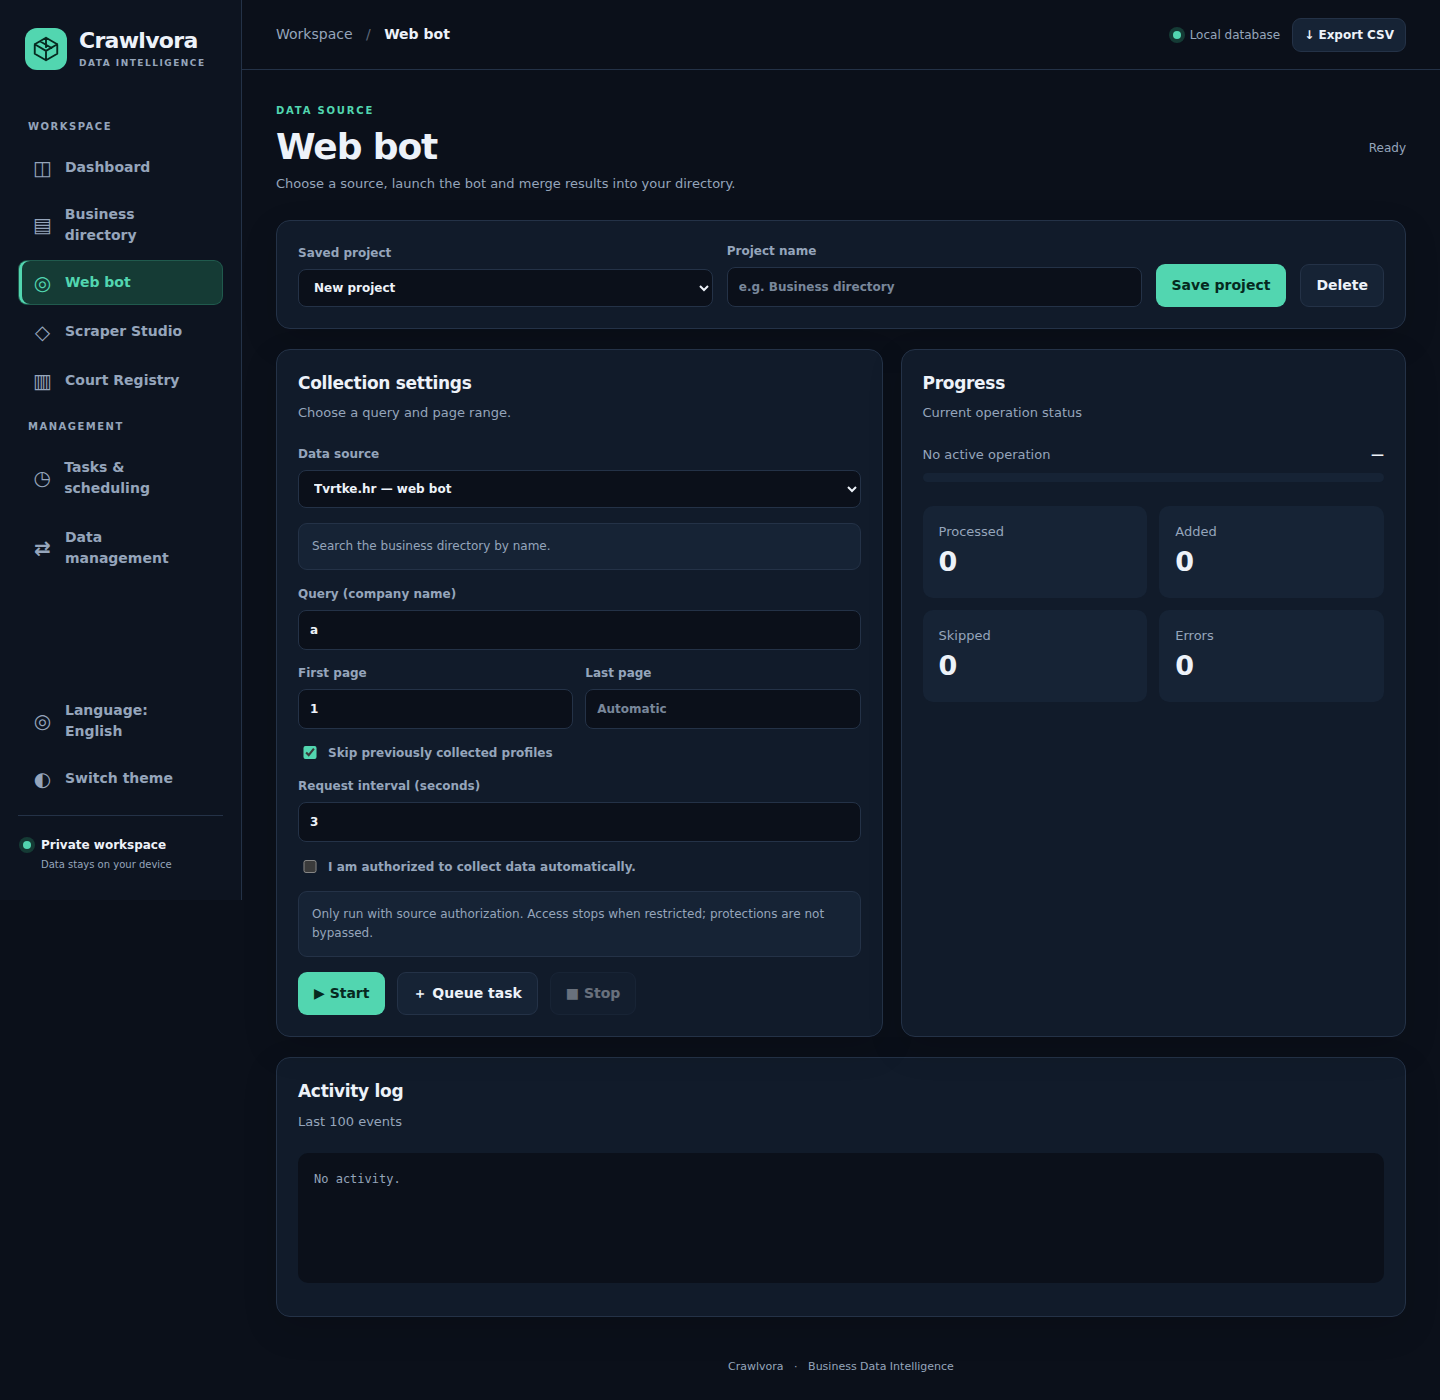 Crawlvora
DATA INTELLIGENCE
WORKSPACE
Dashboard
Business
directory
Web bot
Scraper Studio
Court Registry
MANAGEMENT
Tasks &
scheduling
Data
management
Language:
English
Switch theme
Private workspace
Data stays on your device
Workspace / Web bot
Local database
↓ Export CSV
DATA SOURCE
Web bot
Ready
Choose a source, launch the bot and merge results into your directory.
Saved project
Project name
New project
e.g. Business directory
Save project
Delete
Collection settings
Choose a query and page range.
Data source
Tvrtke.hr — web bot
Search the business directory by name.
Query (company name)
a
First page
Last page
1
Automatic
Skip previously collected profiles
Request interval (seconds)
3
I am authorized to collect data automatically.
Only run with source authorization. Access stops when restricted; protections are not
bypassed.
▶ Start
+ Queue task
■ Stop
Progress
Current operation status
No active operation —
Processed
0
Added
0
Skipped
0
Errors
0
Activity log
Last 100 events
No activity.
Crawlvora · Business Data Intelligence